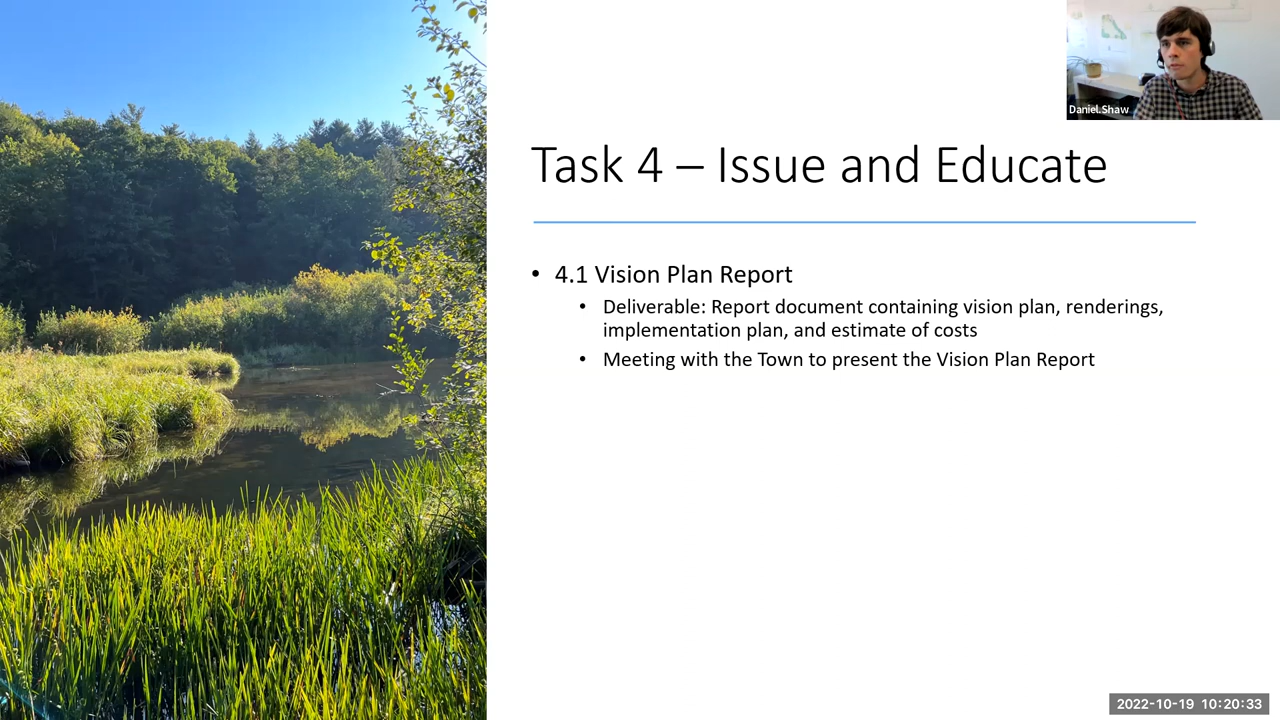 Daniel.Shaw
Task 4 – Issue and Educate
• 4.1 Vision Plan Report
• Deliverable: Report document containing vision plan, renderings,
implementation plan, and estimate of costs
• Meeting with the Town to present the Vision Plan Report
2022-10-19 10:20:33